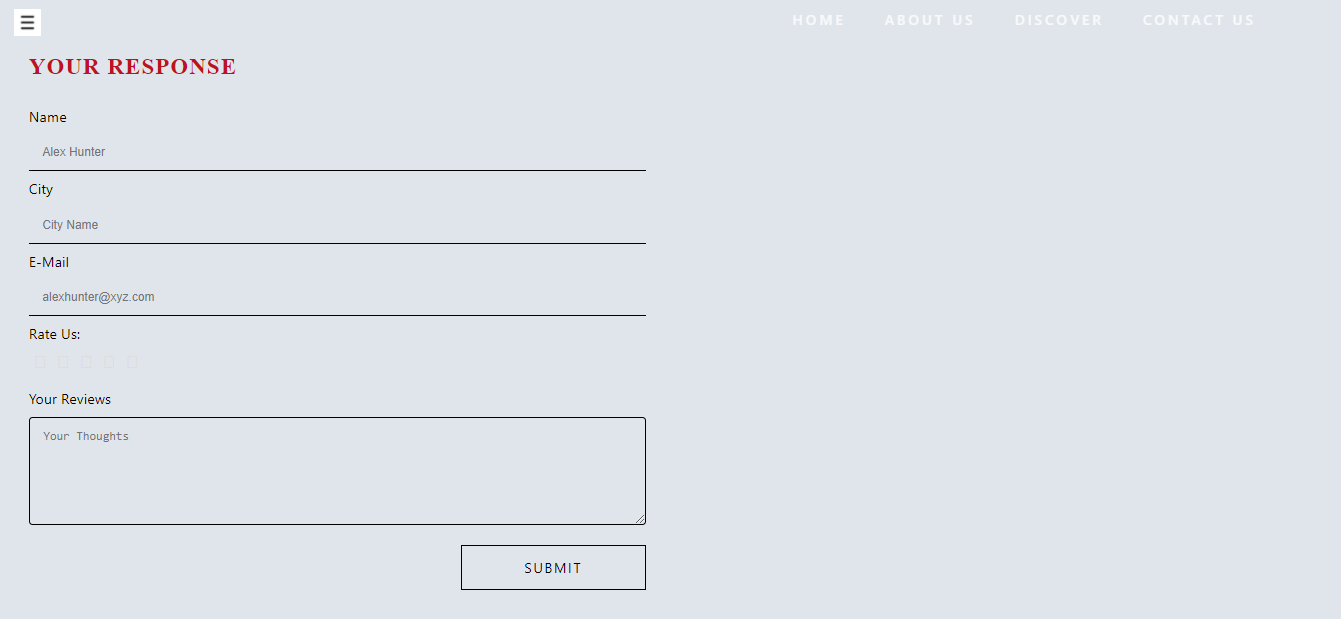 HOME ABOUT US DISCOVER CONTACT US
YOUR RESPONSE
Name
Alex Hunter
City
City Name
E-Mail
alexhunter@xyz.com
Rate Us:
Your Reviews
Your Thoughts
SUBMIT